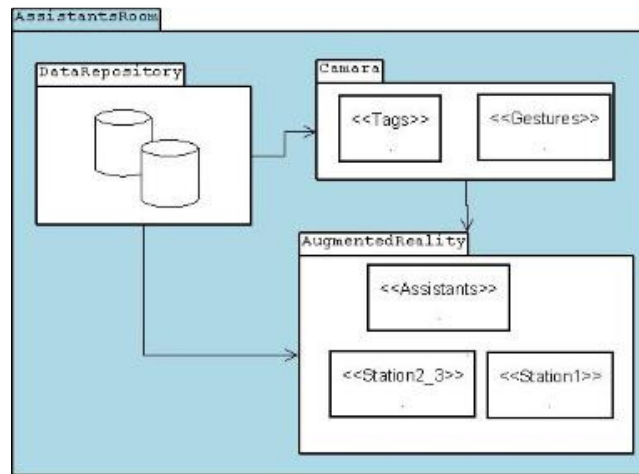 AssistantsRoom
DataRepository
Camara
<<Tags>>
<<Gestures>>
AugmentedReality
<<Assistants>>
<<Station2_3>>
<<Station1>>